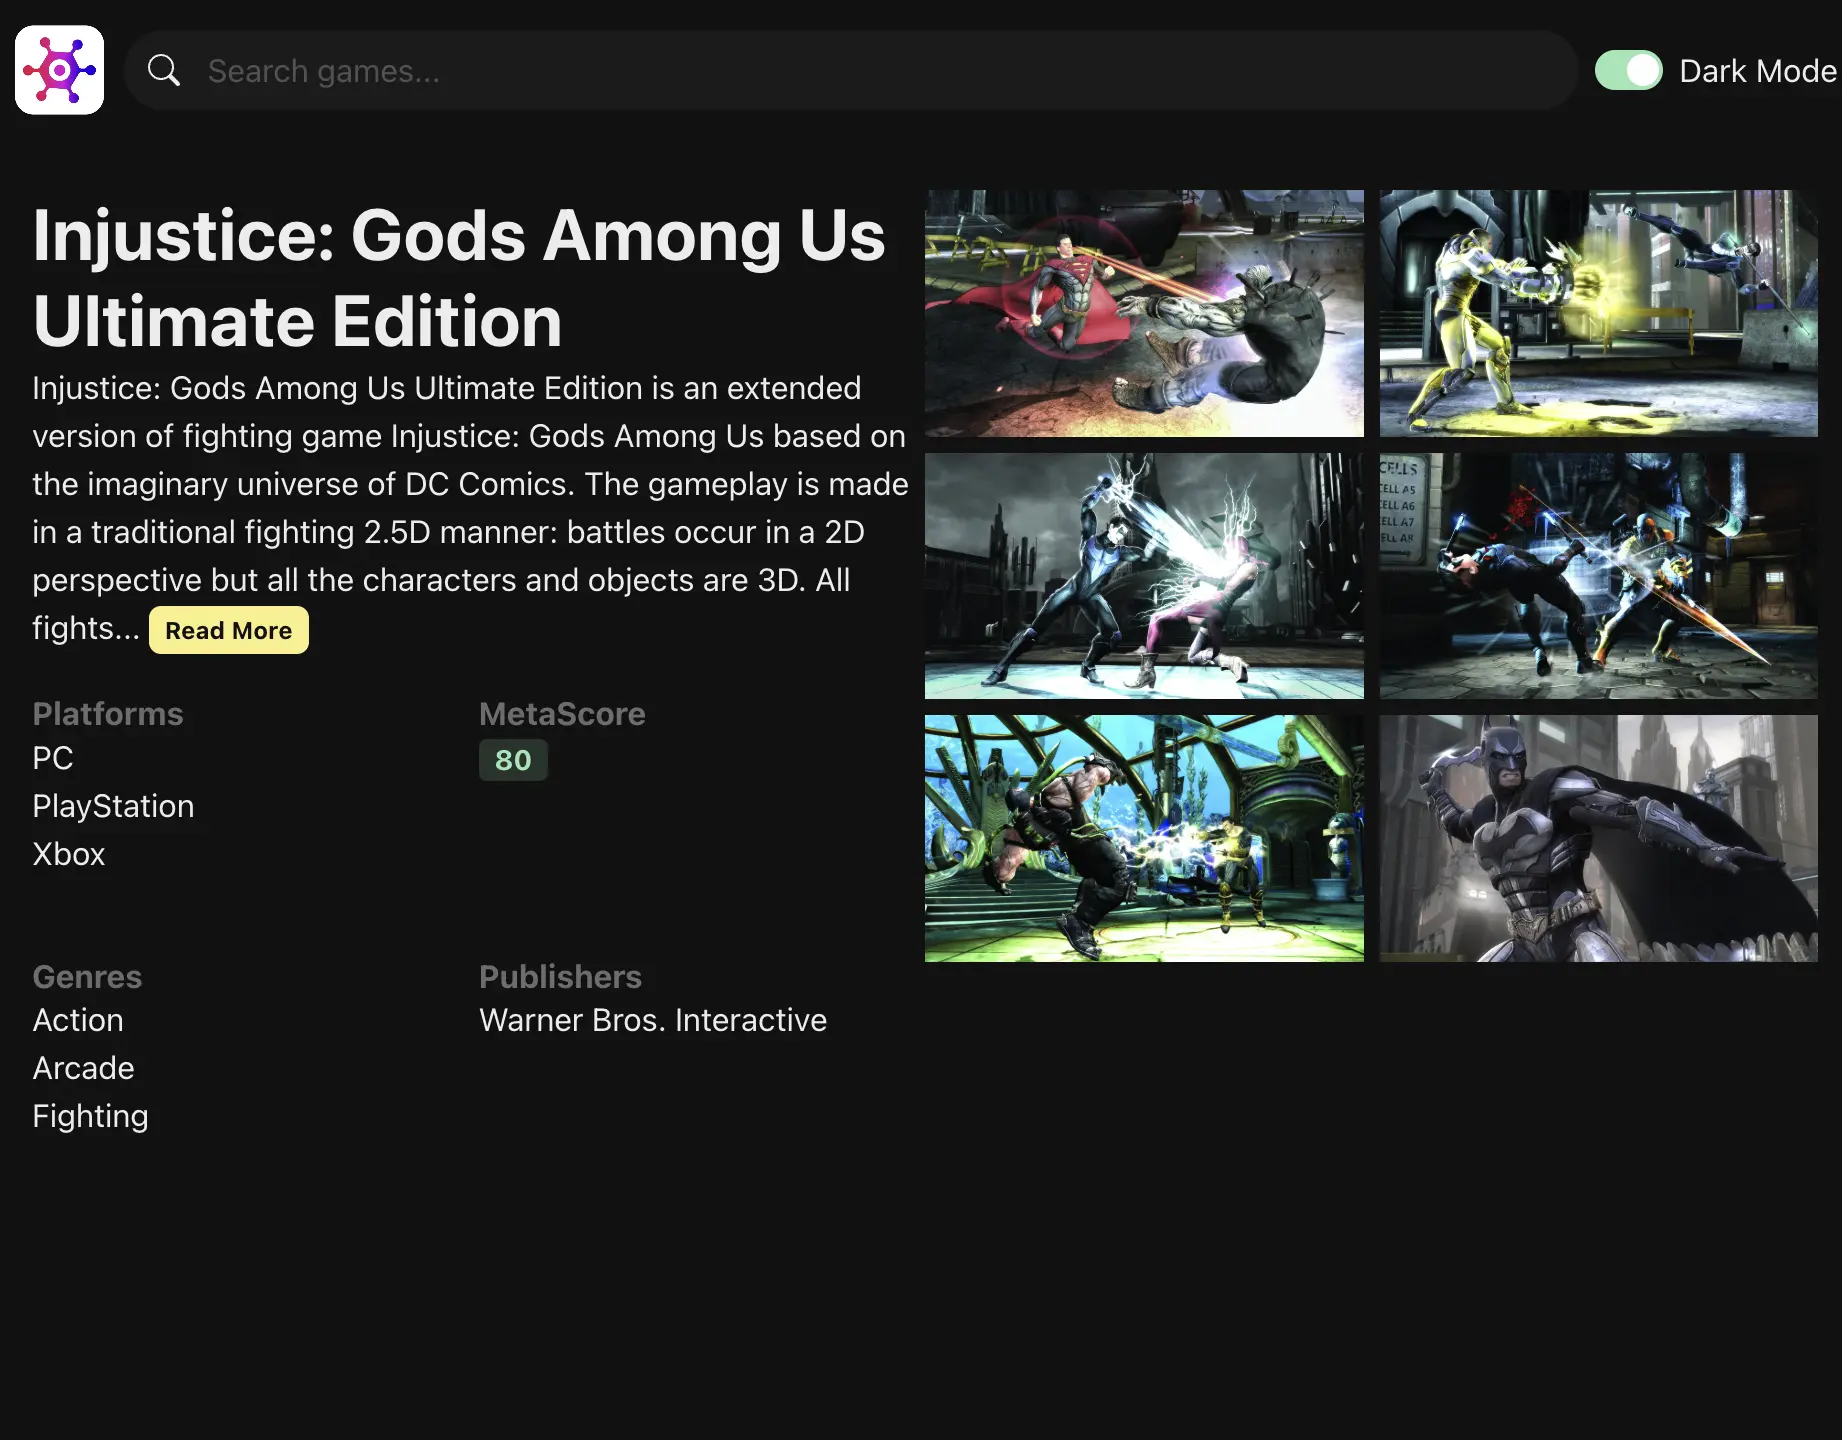 Search games...
Dark Mode
Injustice: Gods Among Us
Ultimate Edition
Injustice: Gods Among Us Ultimate Edition is an extended
version of fighting game Injustice: Gods Among Us based on
the imaginary universe of DC Comics. The gameplay is made
in a traditional fighting 2.5D manner: battles occur in a 2D
perspective but all the characters and objects are 3D. All
fights... Read More
Platforms
PC
PlayStation
Xbox
MetaScore
80
Genres
Action
Arcade
Fighting
Publishers
Warner Bros. Interactive
CELLS
CELL A5
CELL A6
CELL A7
CELL A8